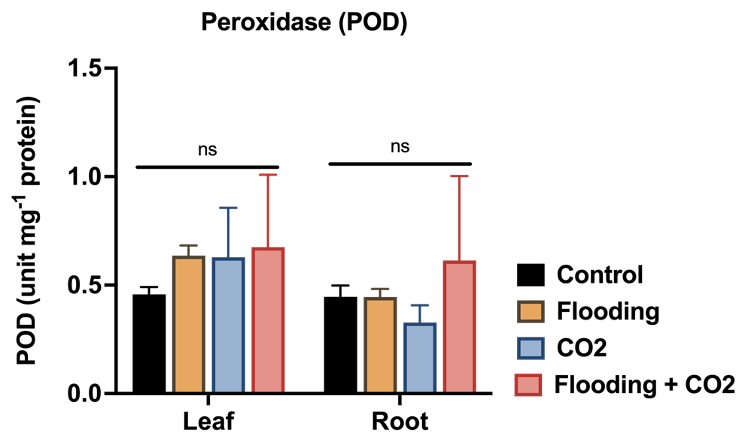 Peroxidase (POD)
POD (unit mg⁻¹ protein)
1.5
1.0
0.5
0.0
ns
ns
Leaf
Root
Control
Flooding
CO2
Flooding + CO2